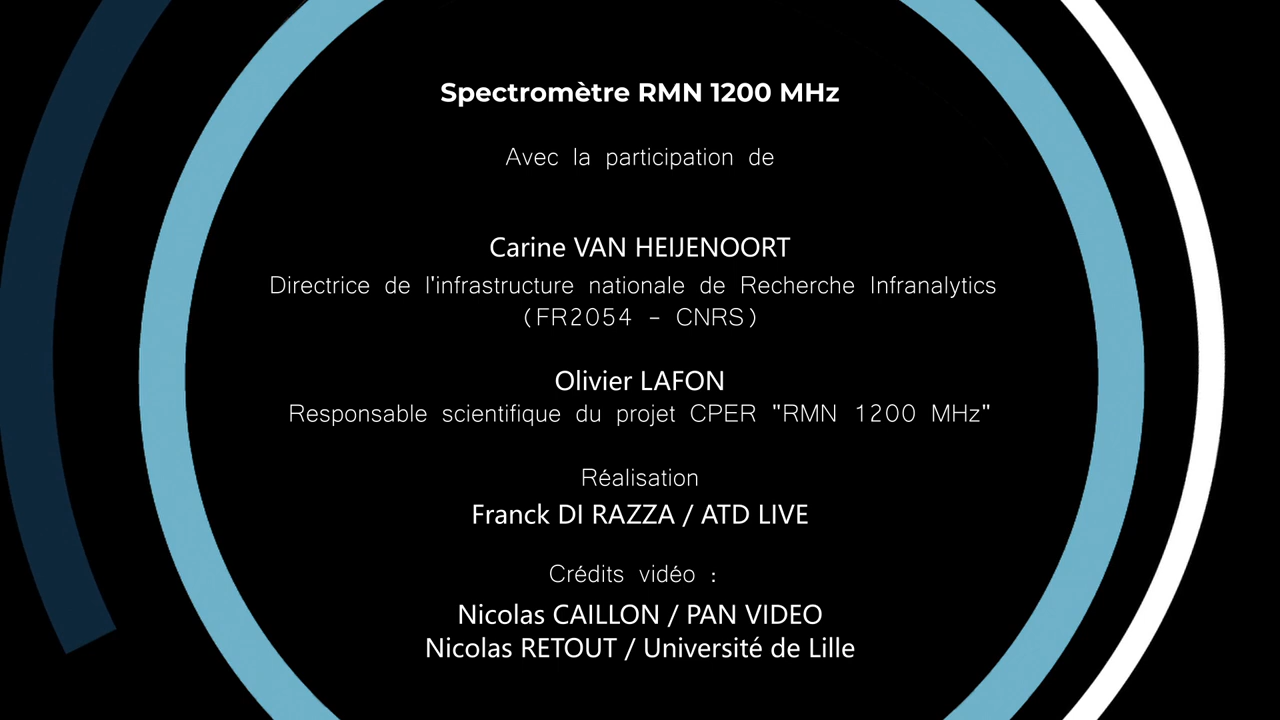 Spectromètre RMN 1200 MHz
Avec la participation de
Carine VAN HEIJENOORT
Directrice de l'infrastructure nationale de Recherche Infranalytics
(FR2054 - CNRS)
Olivier LAFON
Responsable scientifique du projet CPER "RMN 1200 MHz"
Réalisation
Franck DI RAZZA / ATD LIVE
Crédits vidéo :
Nicolas CAILLON / PAN VIDEO
Nicolas RETOUT / Université de Lille